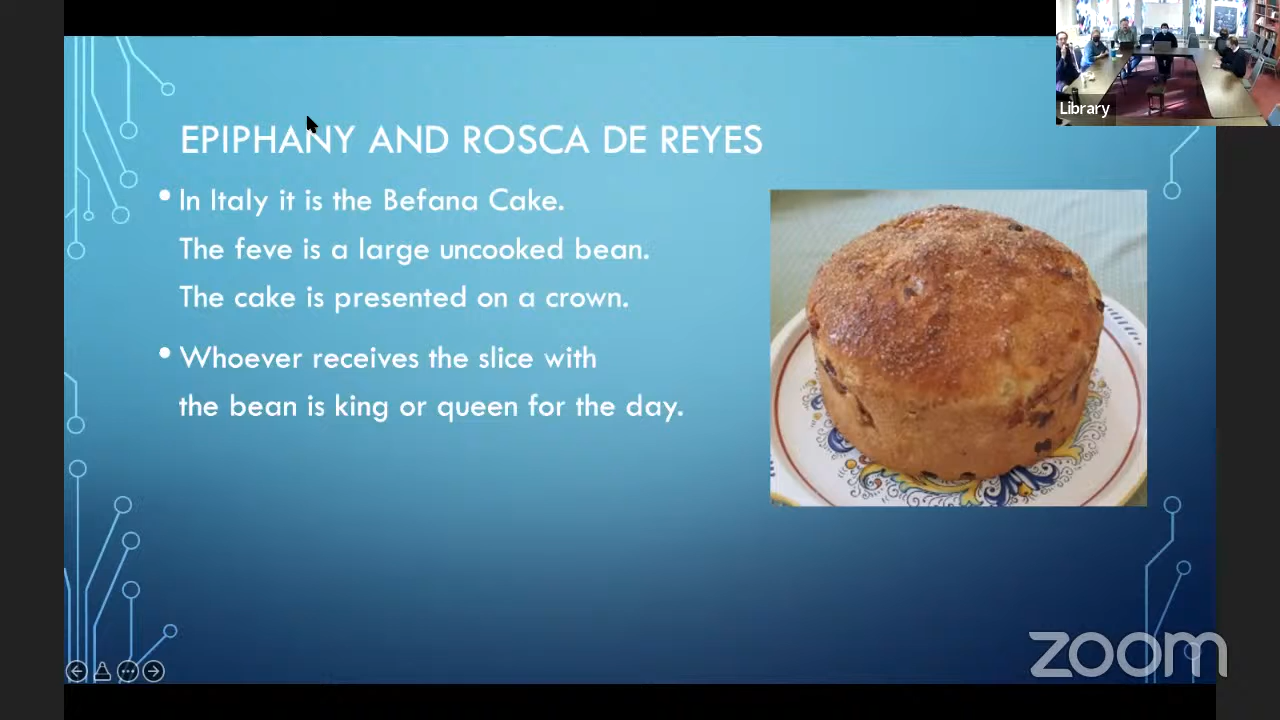 Library
EPIPHANY AND ROSCA DE REYES
• In Italy it is the Befana Cake.
The feve is a large uncooked bean.
The cake is presented on a crown.
• Whoever receives the slice with
the bean is king or queen for the day.
zoom